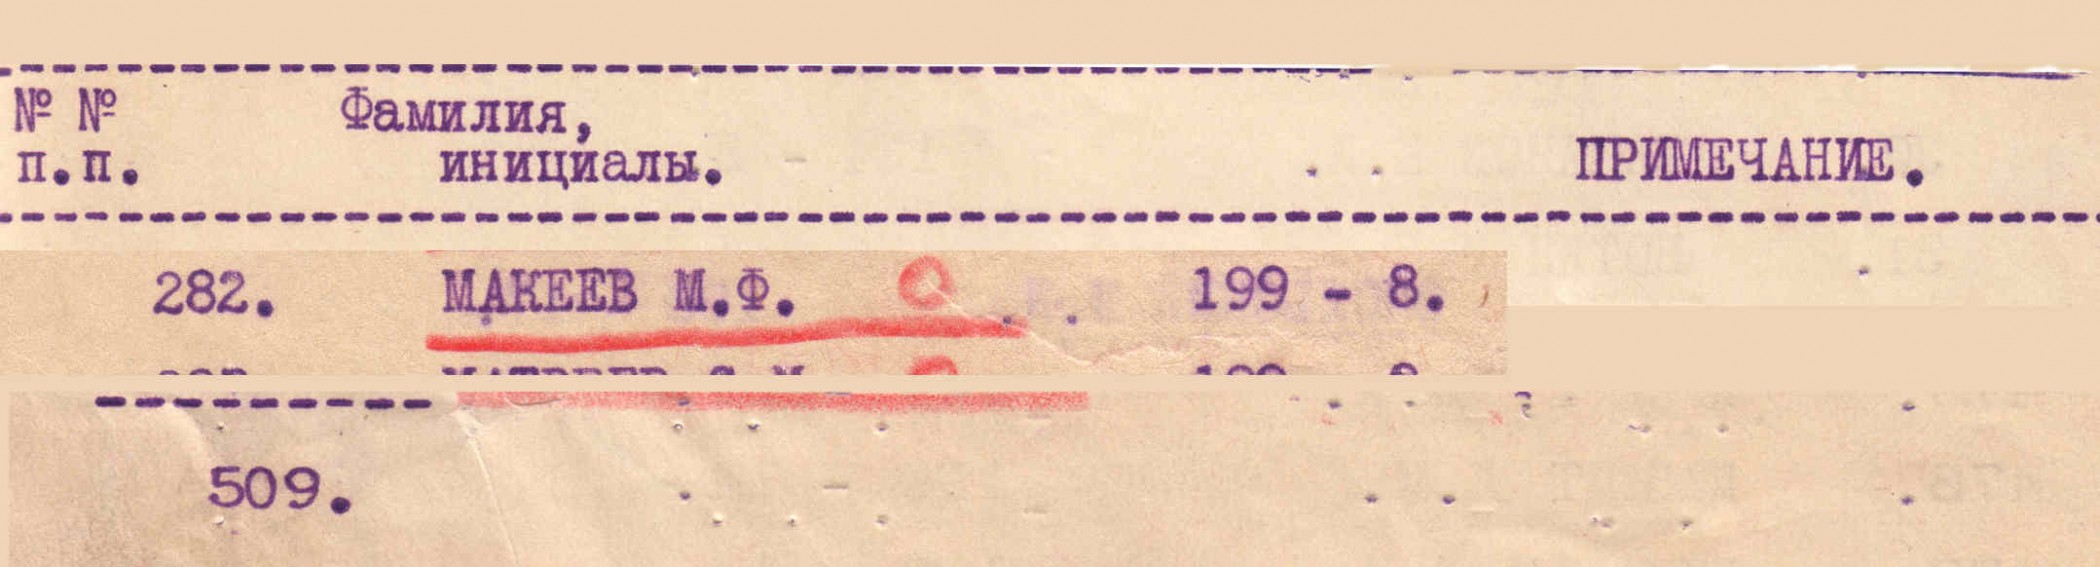 № № Фамилия,
п.п. инициалы. ПРИМЕЧАНИЕ.
282. МАКЕЕВ М.Ф. С 199 - 8.
509.